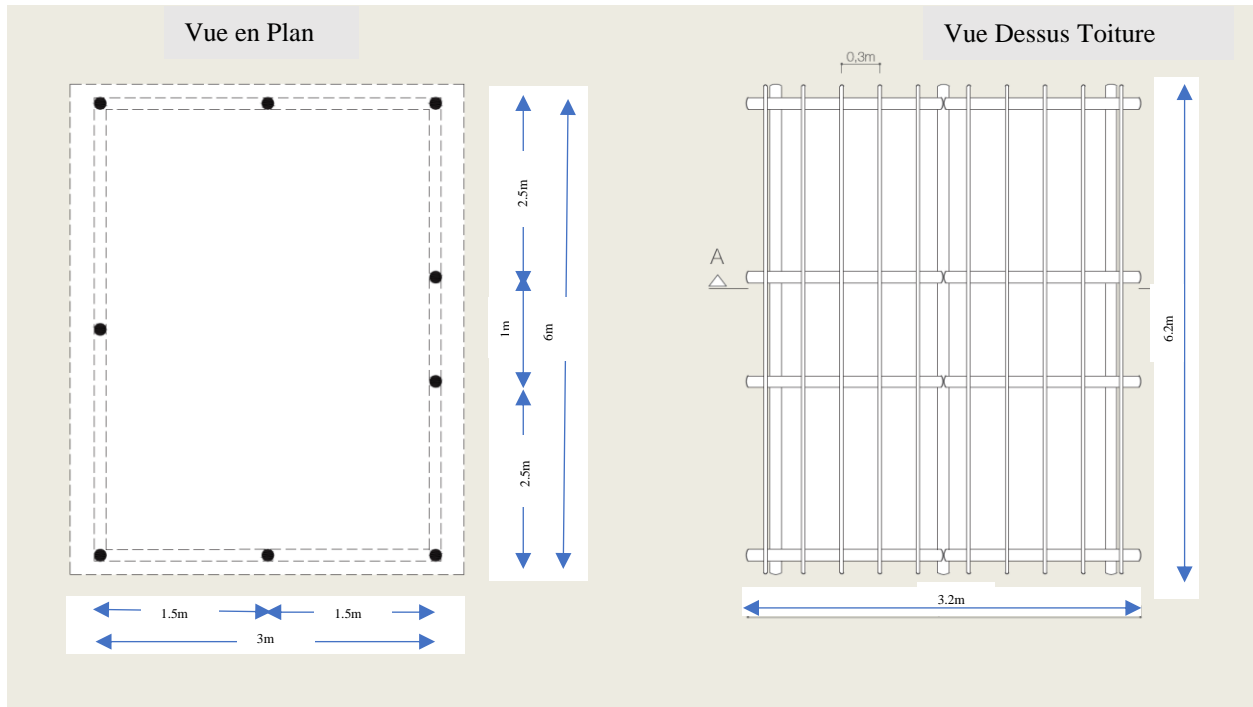 Vue en Plan
2.5m
1m
6m
2.5m
1.5m
1.5m
3m
Vue Dessus Toiture
0,3m
A
6.2m
3.2m